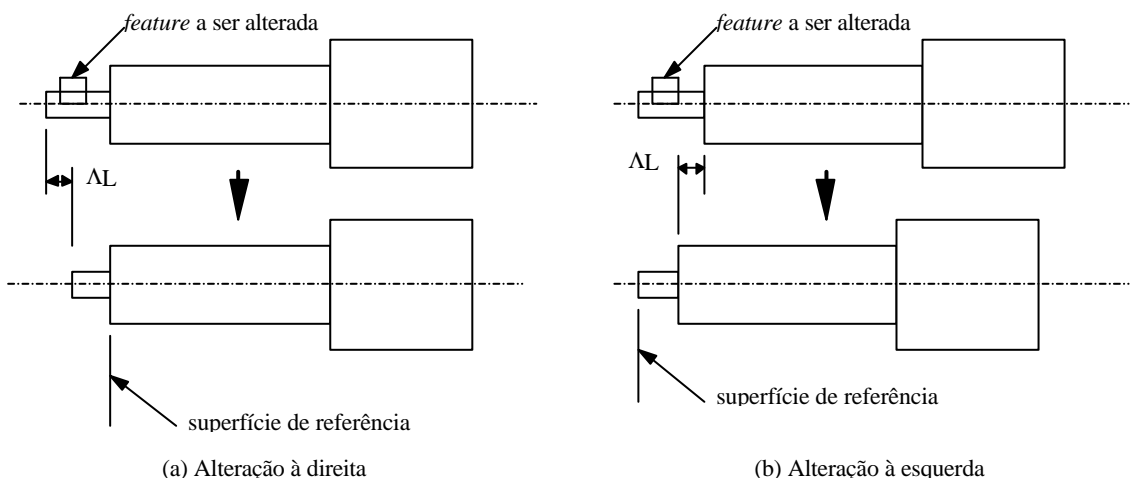 feature a ser alterada
feature a ser alterada
ΛL
ΛL
superfície de referência
superfície de referência
(a) Alteração à direita
(b) Alteração à esquerda